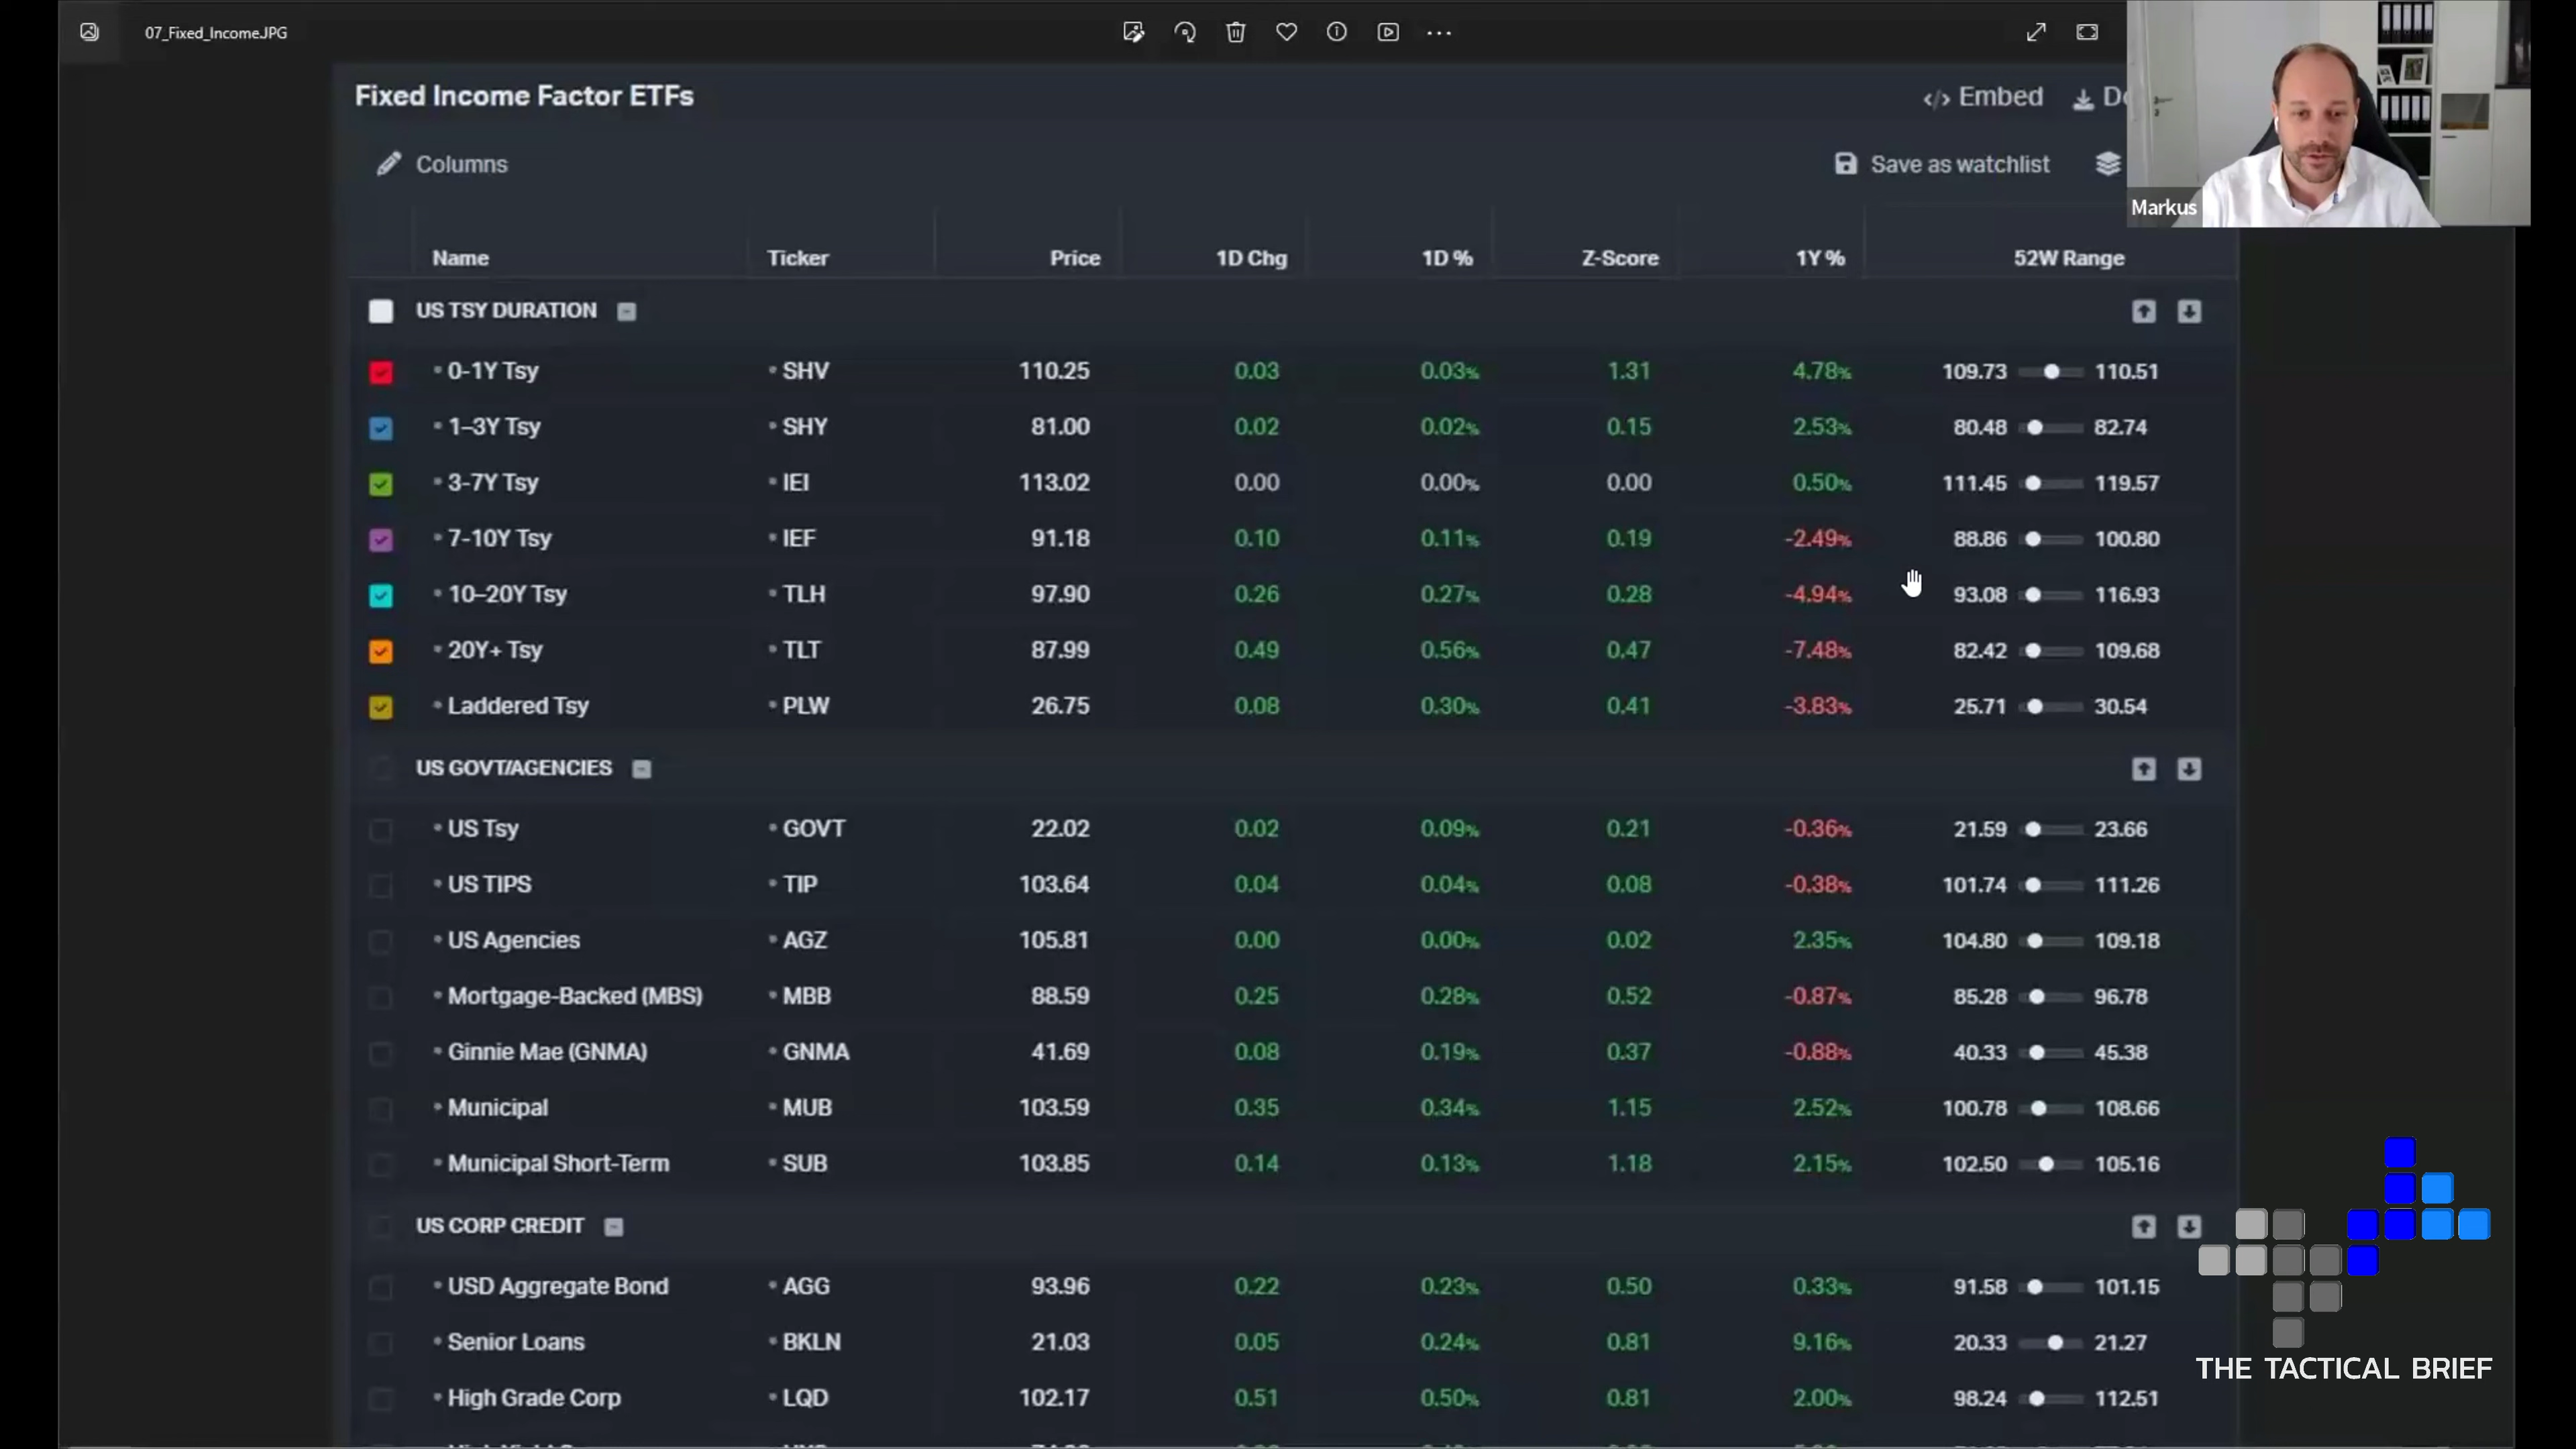 07_Fixed_Income.JPG
Fixed Income Factor ETFs
Embed
Columns
Save as watchlist
Markus
Name Ticker Price 1D Chg 1D % Z-Score 1Y % 52W Range
US TSY DURATION
0-1Y Tsy SHV 110.25 0.03 0.03% 1.31 4.78% 109.73 110.51
1–3Y Tsy SHY 81.00 0.02 0.02% 0.15 2.53% 80.48 82.74
3-7Y Tsy IEI 113.02 0.00 0.00% 0.00 0.50% 111.45 119.57
7-10Y Tsy IEF 91.18 0.10 0.11% 0.19 -2.49% 88.86 100.80
10–20Y Tsy TLH 97.90 0.26 0.27% 0.28 -4.94% 93.08 116.93
20Y+ Tsy TLT 87.99 0.49 0.56% 0.47 -7.48% 82.42 109.68
Laddered Tsy PLW 26.75 0.08 0.30% 0.41 -3.83% 25.71 30.54
US GOVT/AGENCIES
US Tsy GOVT 22.02 0.02 0.09% 0.21 -0.36% 21.59 23.66
US TIPS TIP 103.64 0.04 0.04% 0.08 -0.38% 101.74 111.26
US Agencies AGZ 105.81 0.00 0.00% 0.02 2.35% 104.80 109.18
Mortgage-Backed (MBS) MBB 88.59 0.25 0.28% 0.52 -0.87% 85.28 96.78
Ginnie Mae (GNMA) GNMA 41.69 0.08 0.19% 0.37 -0.88% 40.33 45.38
Municipal MUB 103.59 0.35 0.34% 1.15 2.52% 100.78 108.66
Municipal Short-Term SUB 103.85 0.14 0.13% 1.18 2.15% 102.50 105.16
US CORP CREDIT
USD Aggregate Bond AGG 93.96 0.22 0.23% 0.50 0.33% 91.58 101.15
Senior Loans BKLN 21.03 0.05 0.24% 0.81 9.16% 20.33 21.27
High Grade Corp LQD 102.17 0.51 0.50% 0.81 2.00% 98.24 112.51
THE TACTICAL BRIEF